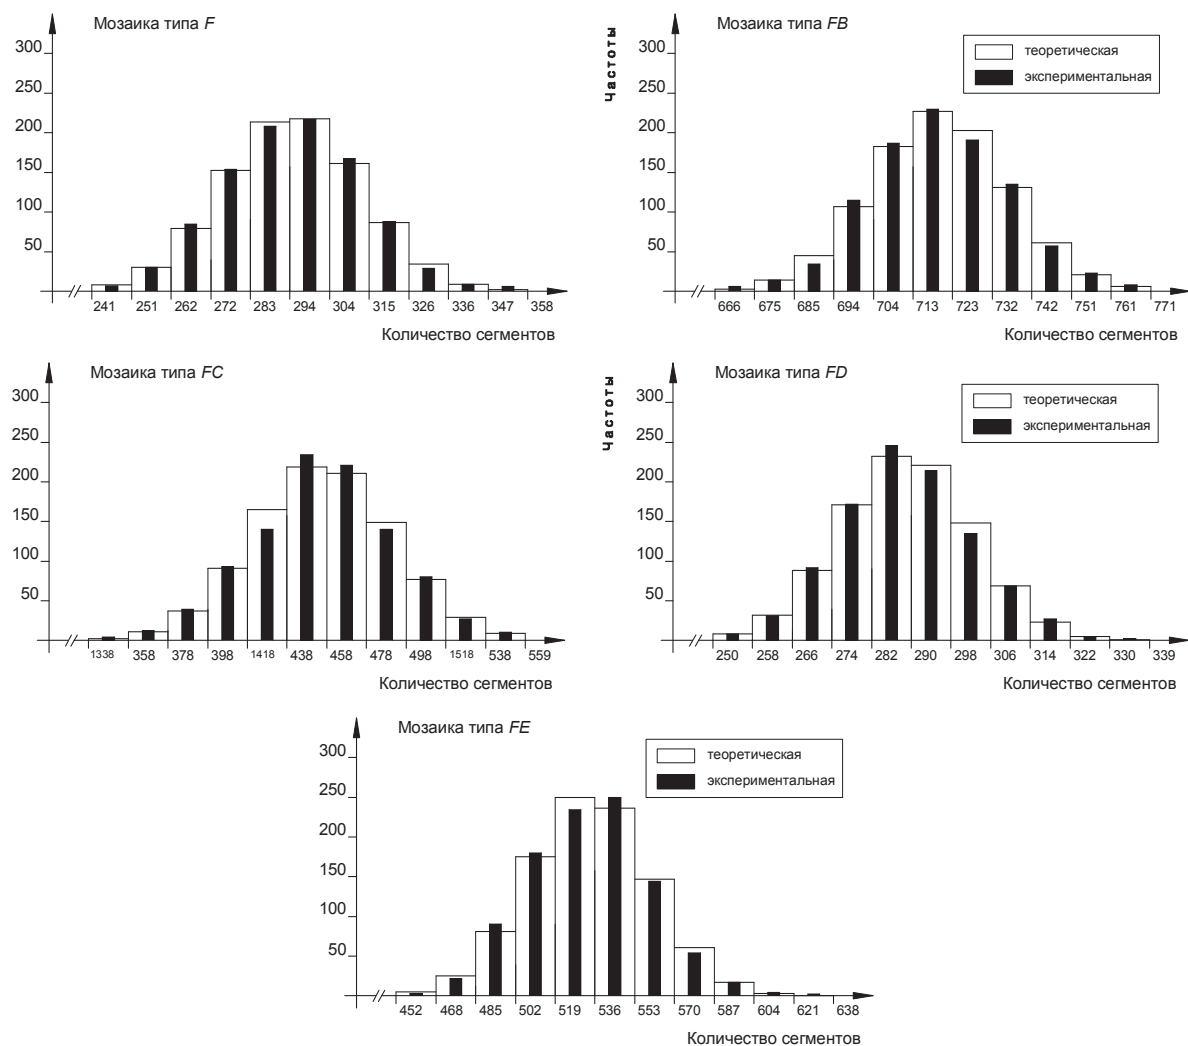 Мозаика типа F
300
250
200
150
100
50
241 251 262 272 283 294 304 315 326 336 347 358
Количество сегментов
Мозаика типа FB
Частоты
теоретическая
экспериментальная
300
250
200
150
100
50
666 675 685 694 704 713 723 732 742 751 761 771
Количество сегментов
Мозаика типа FC
300
250
200
150
100
50
1338 358 378 398 1418 438 458 478 498 1518 538 559
Количество сегментов
Мозаика типа FD
Частоты
теоретическая
экспериментальная
300
250
200
150
100
50
250 258 266 274 282 290 298 306 314 322 330 339
Количество сегментов
Мозаика типа FE
теоретическая
экспериментальная
300
250
200
150
100
50
452 468 485 502 519 536 553 570 587 604 621 638
Количество сегментов